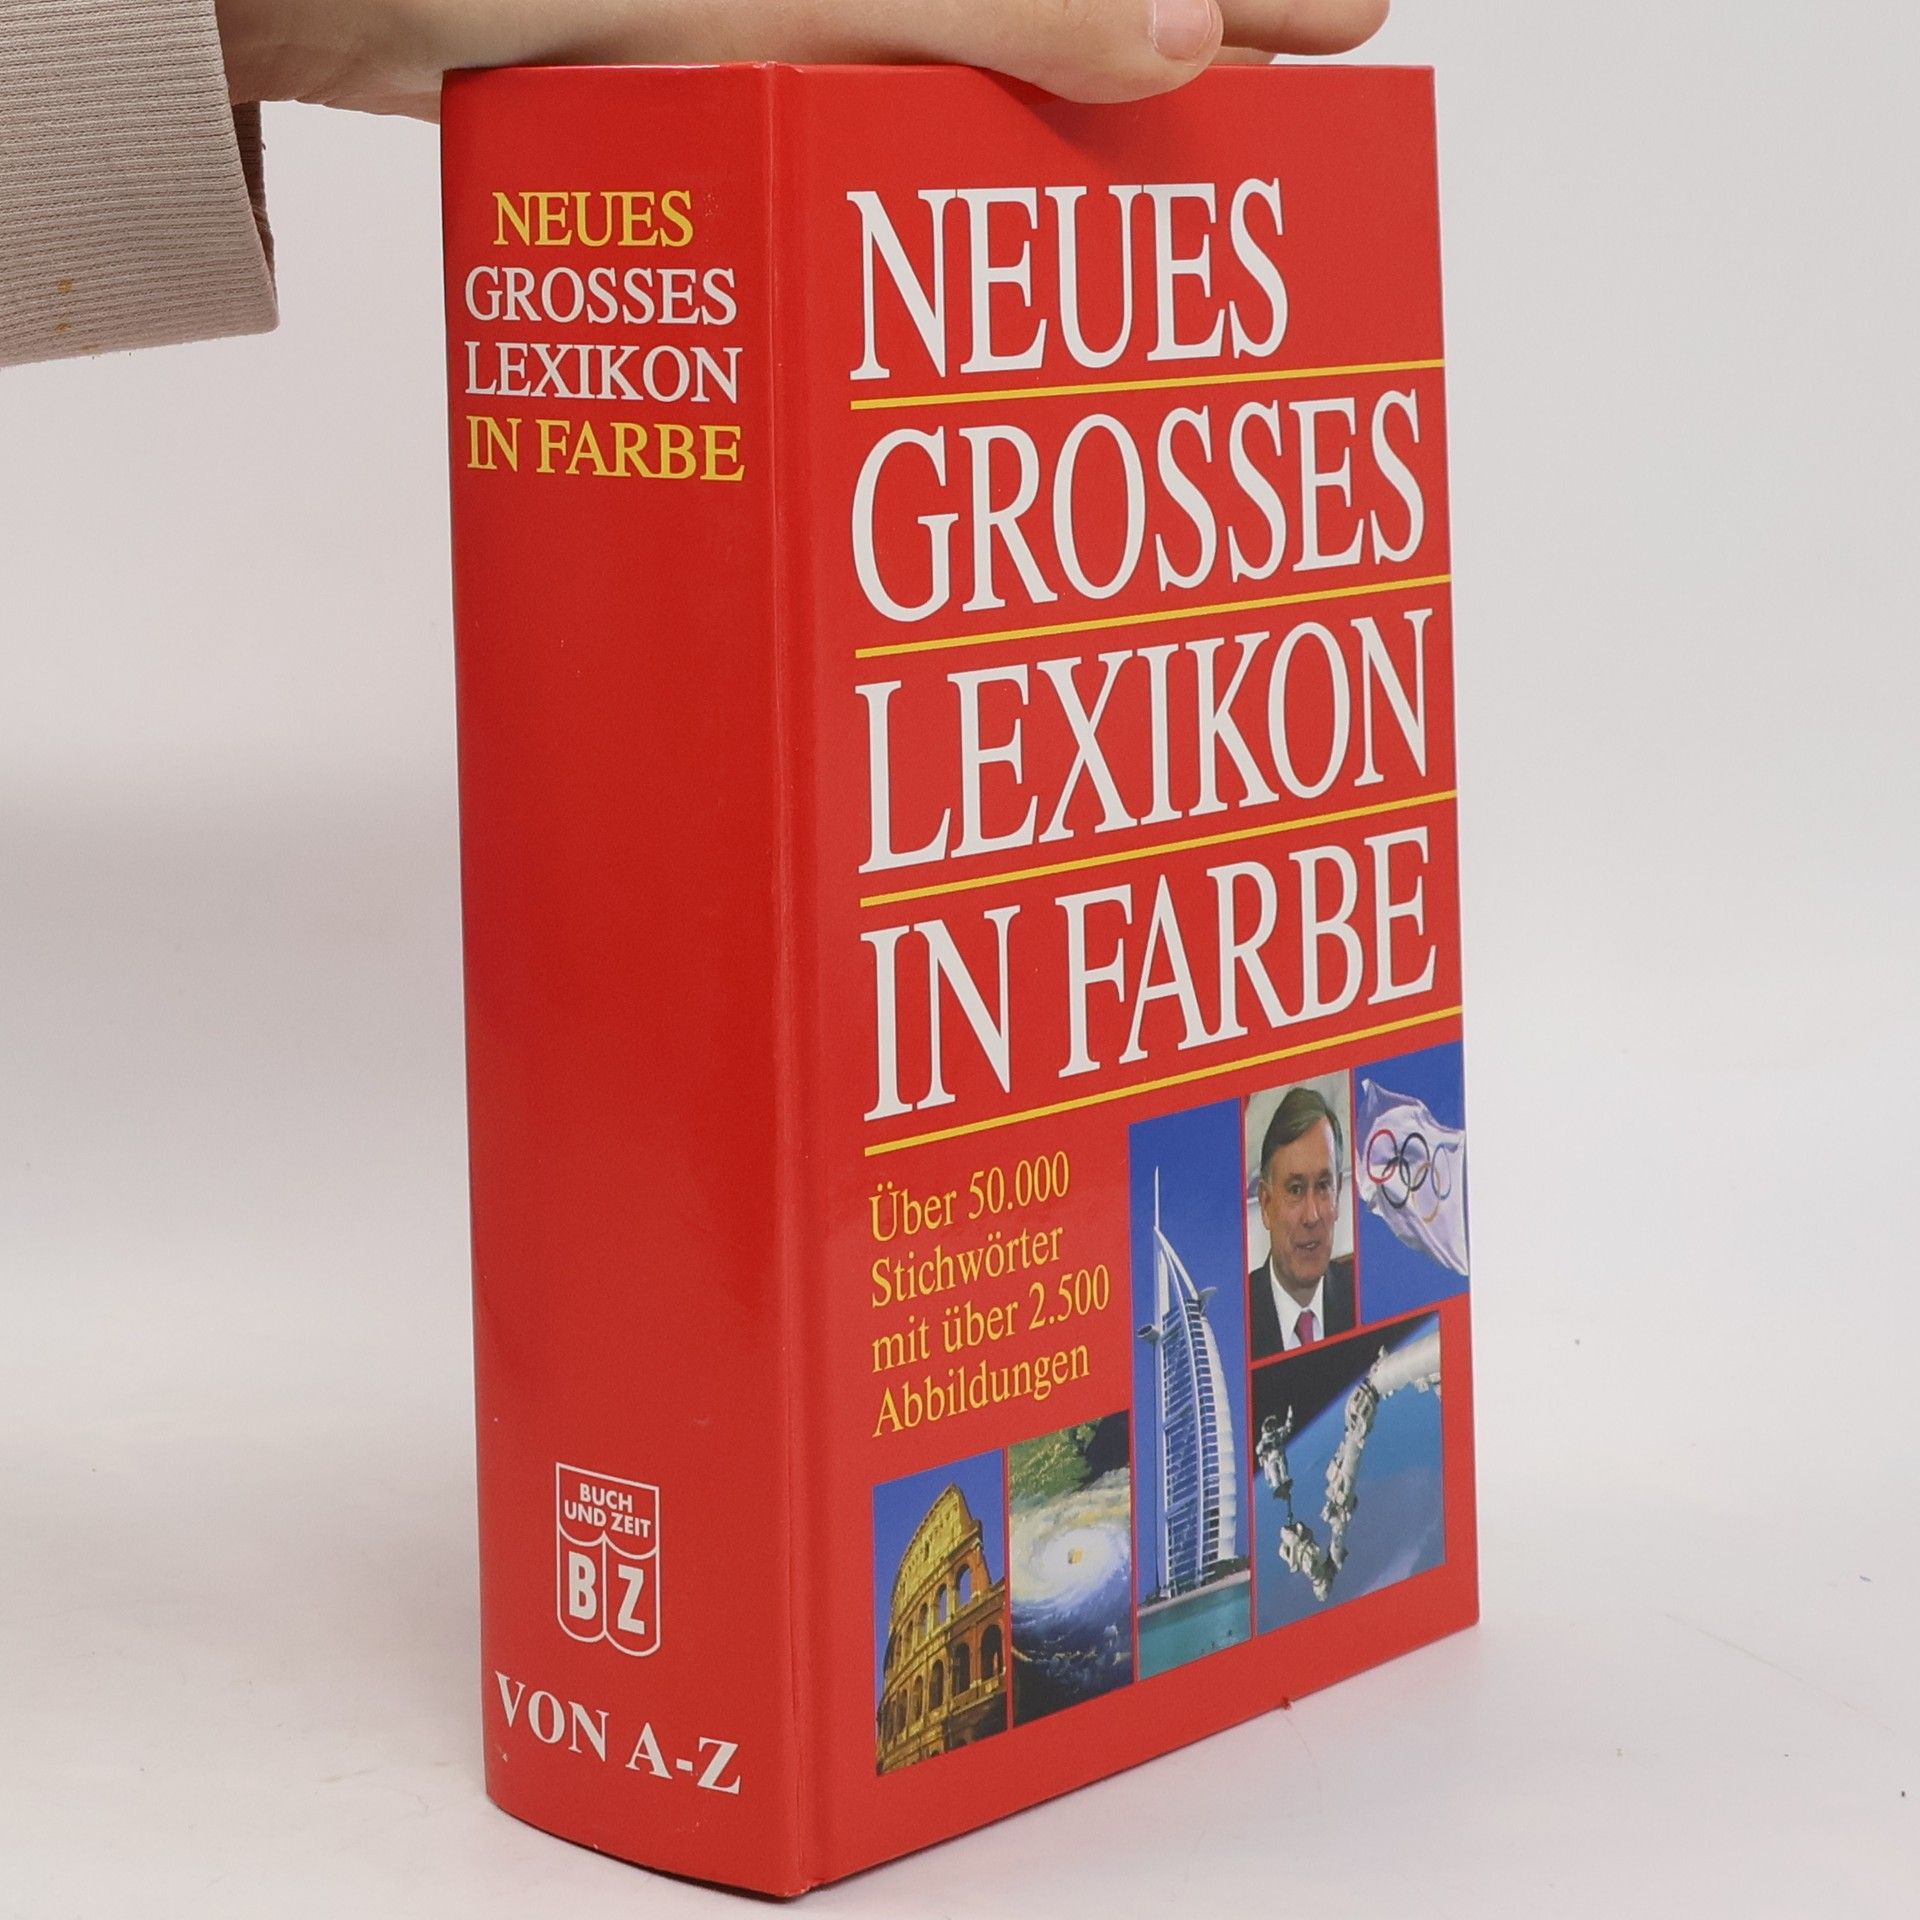 NEUES
GROSSES
LEXIKON
IN FARBE
BUCH
UND ZEIT
B Z
VON A-Z
NEUES
GROSSES
LEXIKON
IN FARBE
Über 50.000
Stichwörter
mit über 2.500
Abbildungen